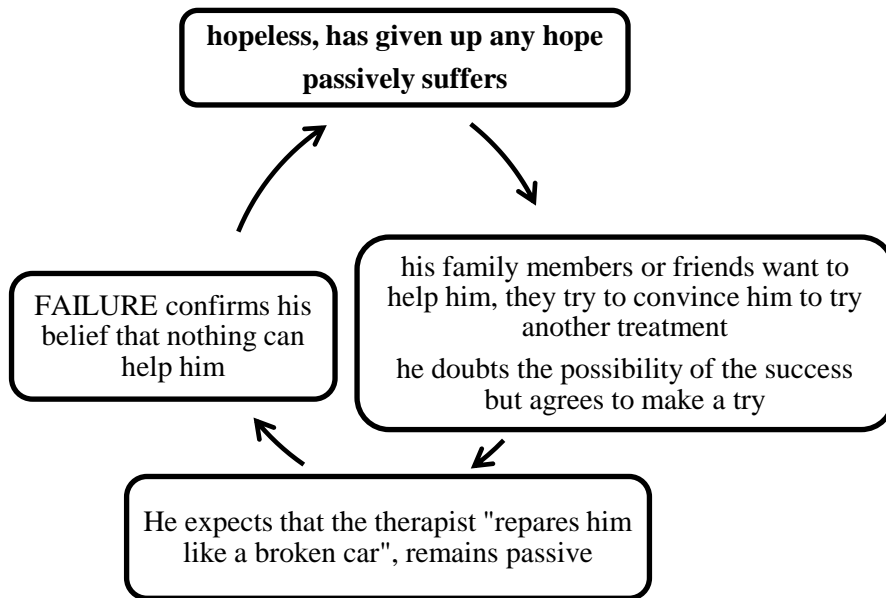 hopeless, has given up any hope
passively suffers
his family members or friends want to
help him, they try to convince him to try
another treatment
he doubts the possibility of the success
but agrees to make a try
He expects that the therapist "repares him
like a broken car", remains passive
FAILURE confirms his
belief that nothing can
help him